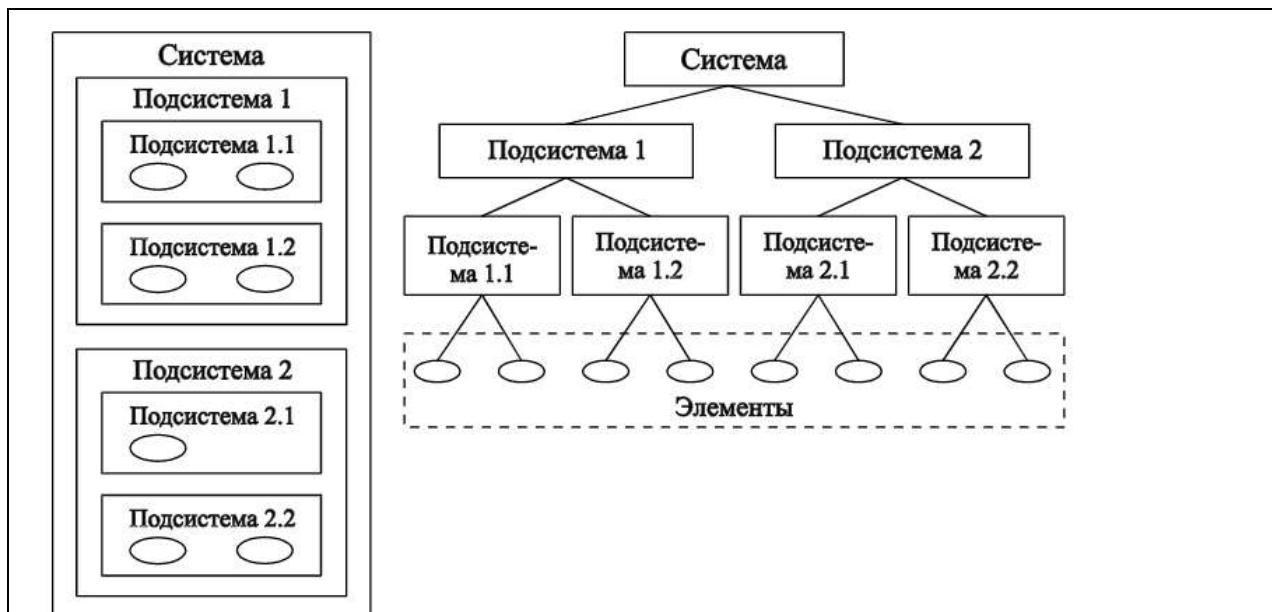 Система
Подсистема 1
Подсистема 1.1
Подсистема 1.2
Подсистема 2
Подсистема 2.1
Подсистема 2.2
Система
Подсистема 1
Подсистема 2
Подсисте-
ма 1.1
Подсисте-
ма 1.2
Подсисте-
ма 2.1
Подсисте-
ма 2.2
Элементы